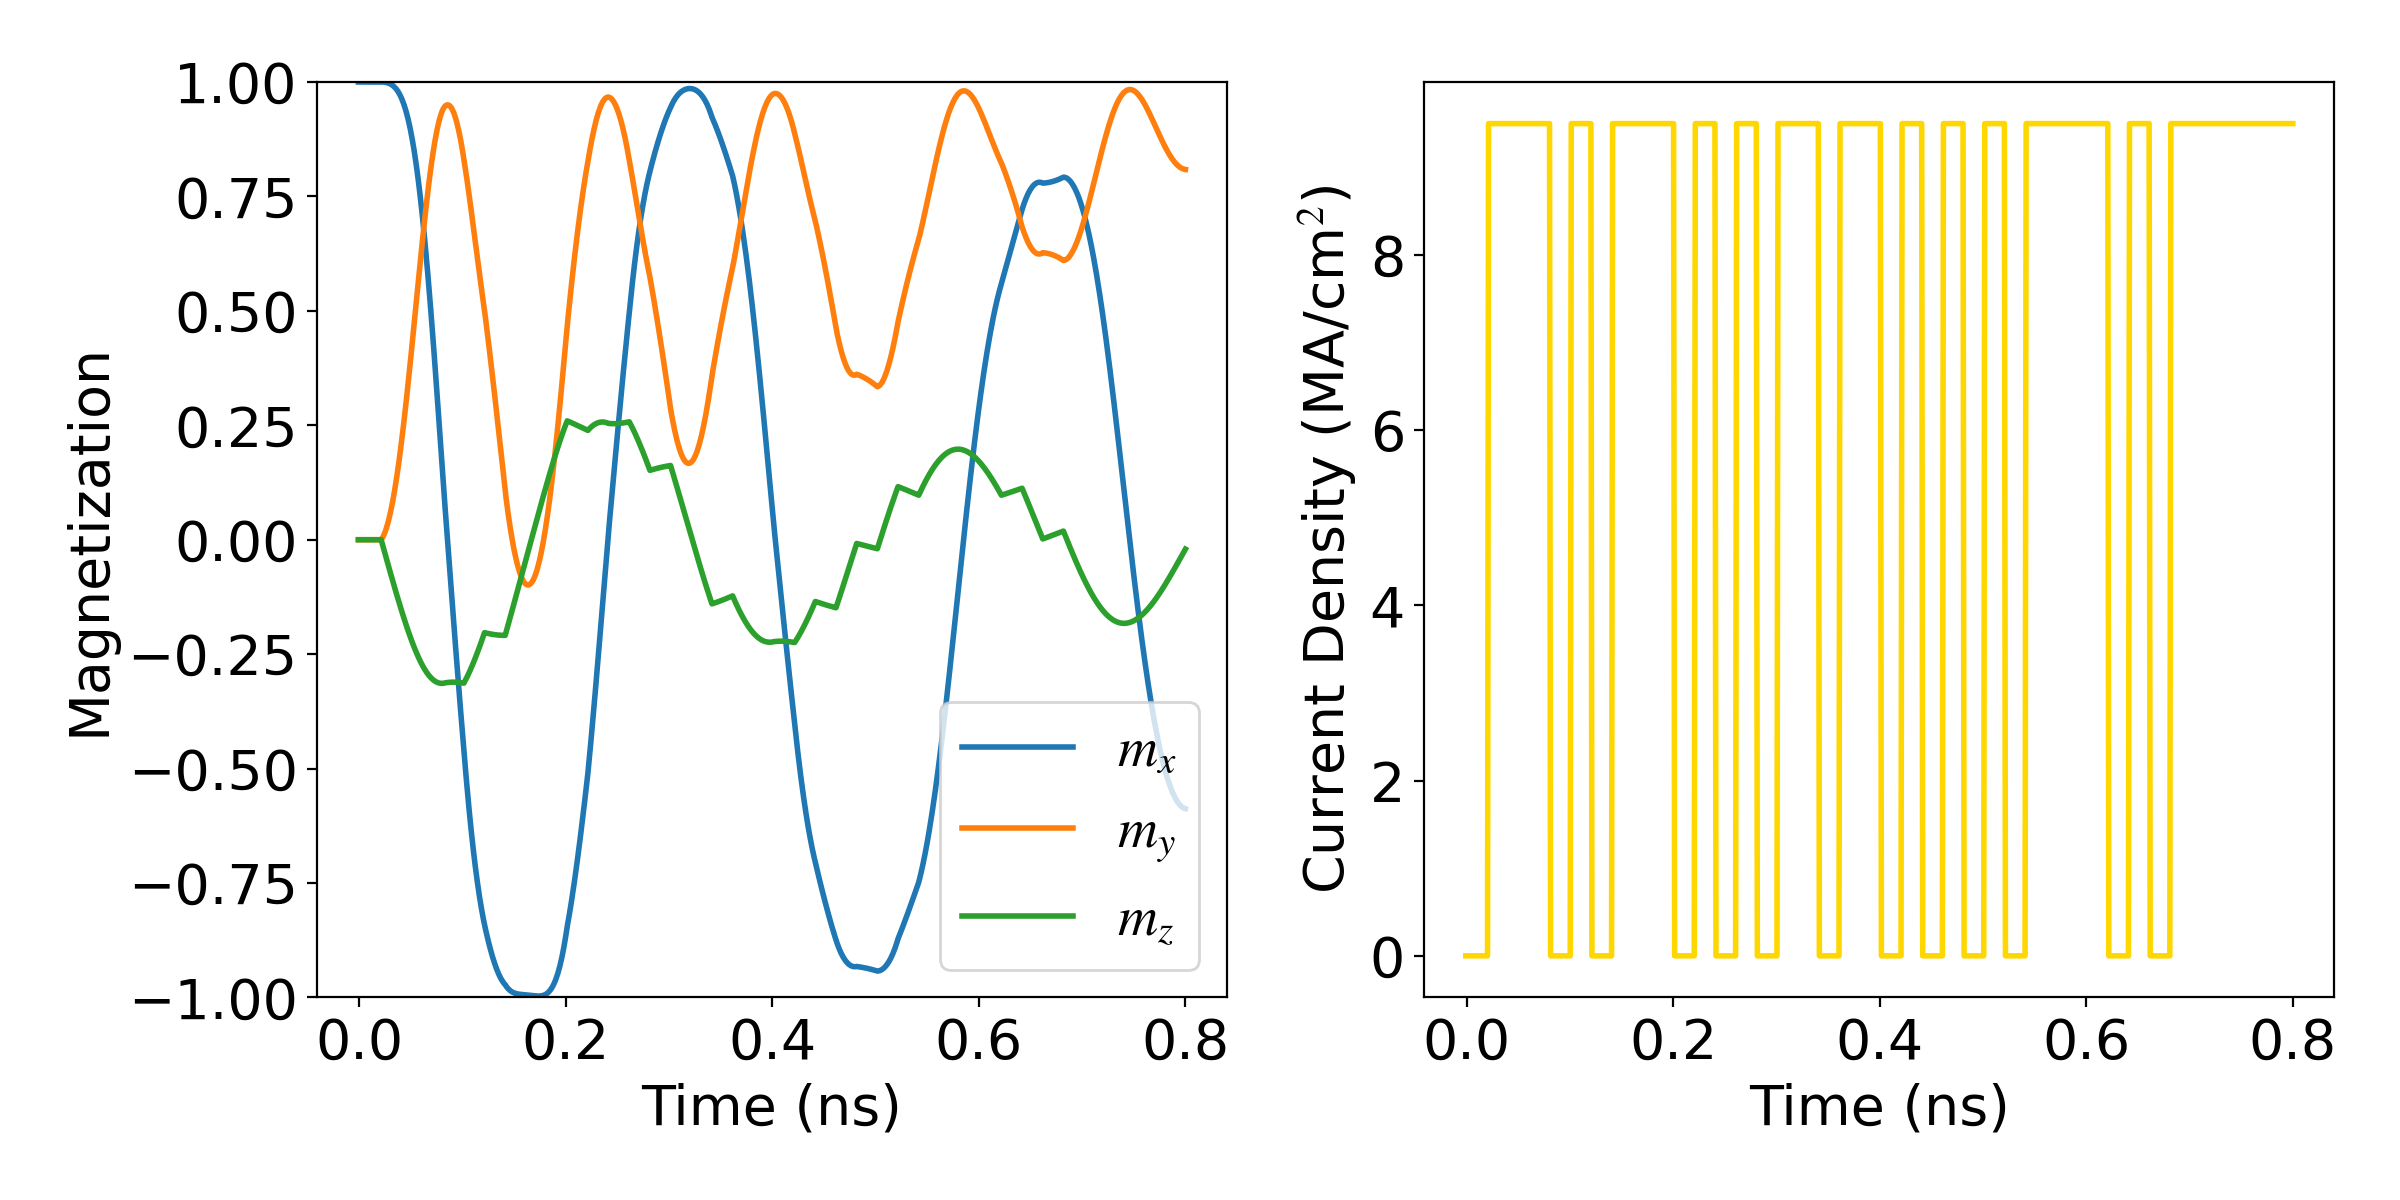 1.00
0.75
0.50
0.25
0.00
−0.25
−0.50
−0.75
−1.00
Magnetization
0.0 0.2 0.4 0.6 0.8
Time (ns)
mₓ
m_y
m_z
8
6
4
2
0
Current Density (MA/cm²)
0.0 0.2 0.4 0.6 0.8
Time (ns)